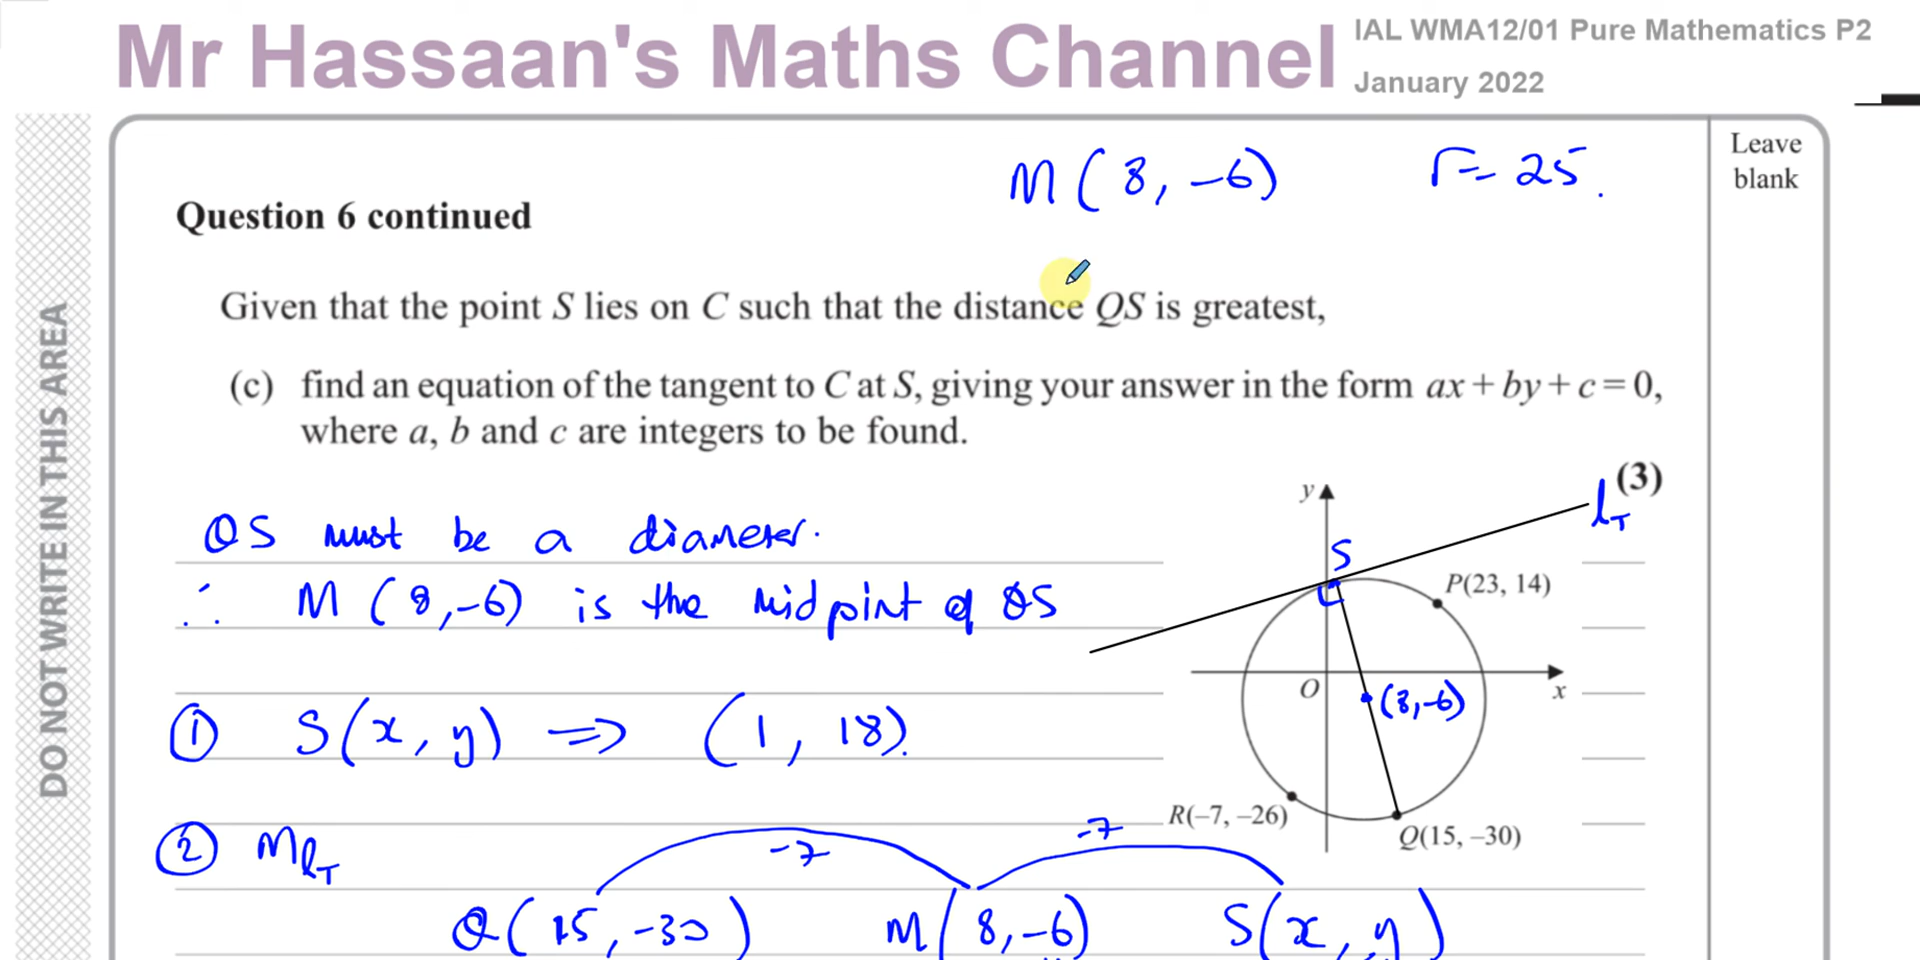 Mr Hassaan's Maths Channel
IAL WMA12/01 Pure Mathematics P2
January 2022
DO NOT WRITE IN THIS AREA
Leave
blank
M(8, -6) r = 25.
Question 6 continued
Given that the point S lies on C such that the distance QS is greatest,
(c) find an equation of the tangent to C at S, giving your answer in the form ax + by + c = 0,
where a, b and c are integers to be found.
(3)
QS must be a diameter.
∴ M(8, -6) is the midpoint of QS
① S(x, y) ⇒ (1, 18).
② M_{l_T}
-7 -7
Q(15, -30) M(8, -6) S(x, y)
y
l_T
S
P(23, 14)
O
x
(8, -6)
R(–7, –26)
Q(15, –30)